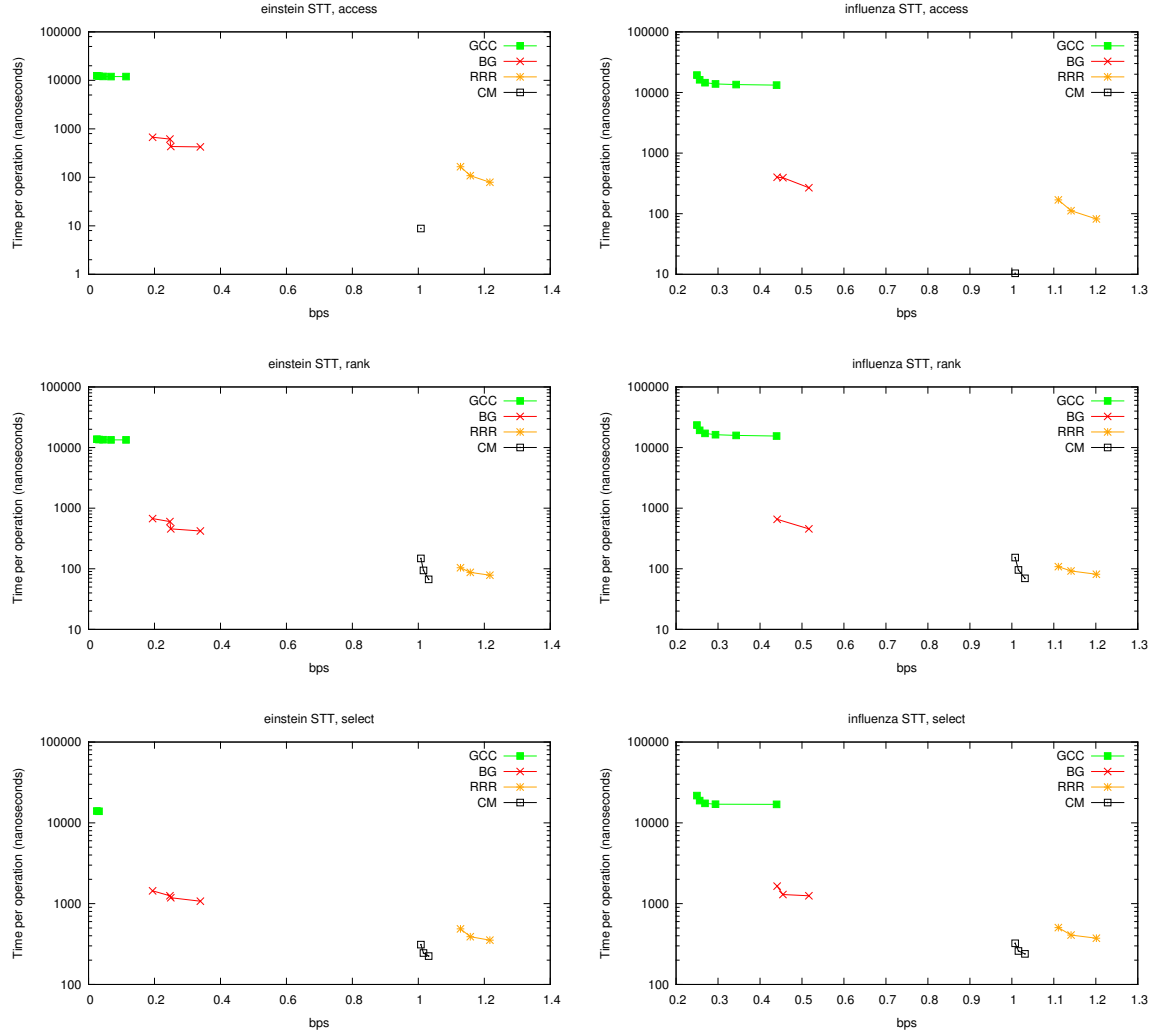 einstein STT, access
100000
10000
1000
100
10
1
Time per operation (nanoseconds)
GCC
BG
RRR
CM
0 0.2 0.4 0.6 0.8 1 1.2 1.4
bps
influenza STT, access
100000
10000
1000
100
10
Time per operation (nanoseconds)
GCC
BG
RRR
CM
0.2 0.3 0.4 0.5 0.6 0.7 0.8 0.9 1 1.1 1.2 1.3
bps
einstein STT, rank
100000
10000
1000
100
10
Time per operation (nanoseconds)
GCC
BG
RRR
CM
0 0.2 0.4 0.6 0.8 1 1.2 1.4
bps
influenza STT, rank
100000
10000
1000
100
10
Time per operation (nanoseconds)
GCC
BG
RRR
CM
0.2 0.3 0.4 0.5 0.6 0.7 0.8 0.9 1 1.1 1.2 1.3
bps
einstein STT, select
100000
10000
1000
100
Time per operation (nanoseconds)
GCC
BG
RRR
CM
0 0.2 0.4 0.6 0.8 1 1.2 1.4
bps
influenza STT, select
100000
10000
1000
100
Time per operation (nanoseconds)
GCC
BG
RRR
CM
0.2 0.3 0.4 0.5 0.6 0.7 0.8 0.9 1 1.1 1.2 1.3
bps